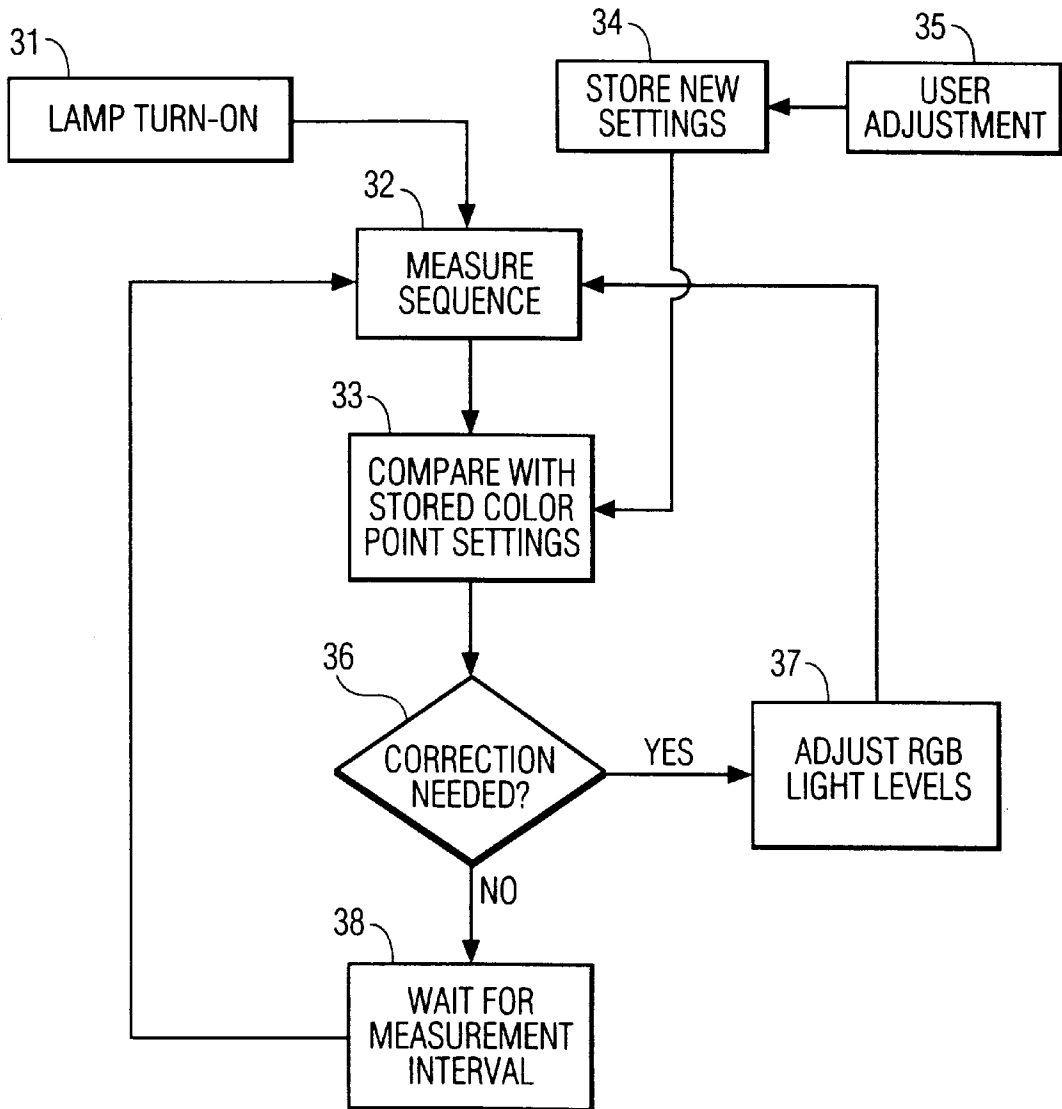 31
LAMP TURN-ON
34
STORE NEW
SETTINGS
35
USER
ADJUSTMENT
32
MEASURE
SEQUENCE
33
COMPARE WITH
STORED COLOR
POINT SETTINGS
36
CORRECTION
NEEDED?
YES
37
ADJUST RGB
LIGHT LEVELS
NO
38
WAIT FOR
MEASUREMENT
INTERVAL